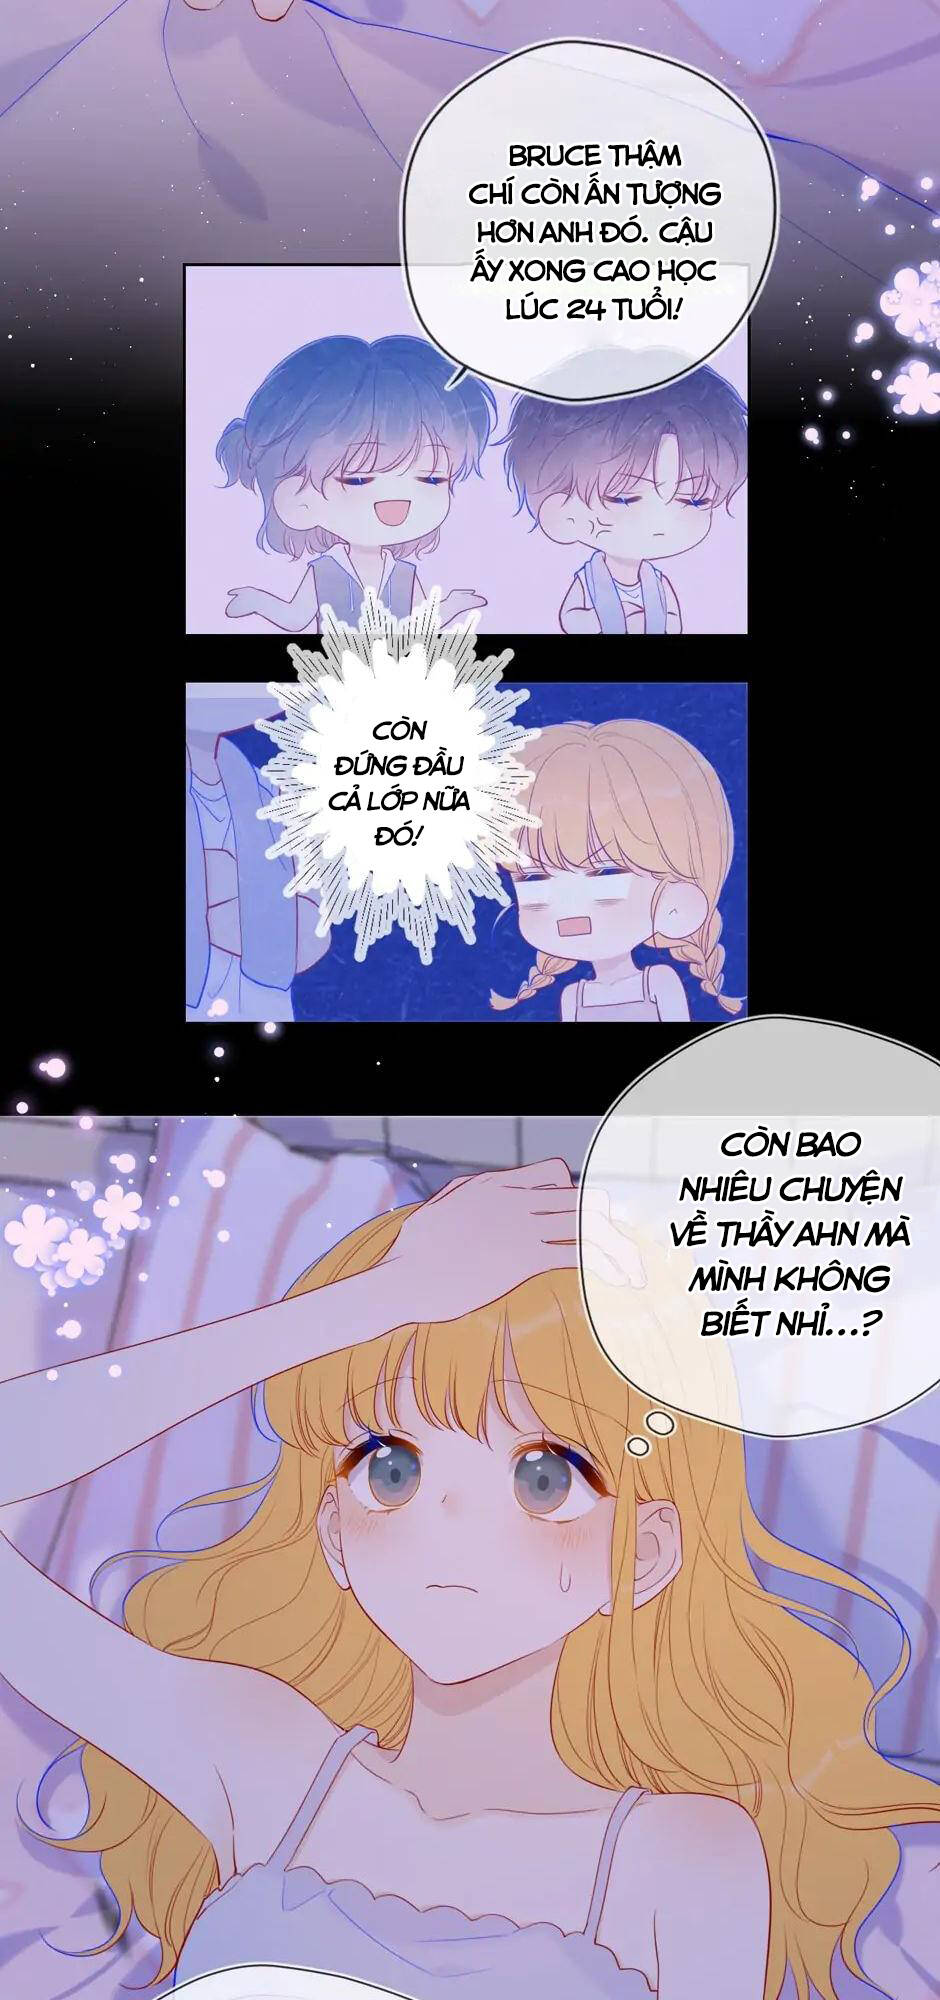 BRUCE THẬM
CHÍ CÒN ẤN TƯỢNG
HƠN ANH ĐÓ. CẬU
ẤY XONG CAO HỌC
LÚC 24 TUỔI!
CÒN
ĐỨNG ĐẦU
CẢ LỚP NỮA
ĐÓ!
CÒN BAO
NHIÊU CHUYỆN
VỀ THẦY AHN MÀ
MÌNH KHÔNG
BIẾT NHỈ...?